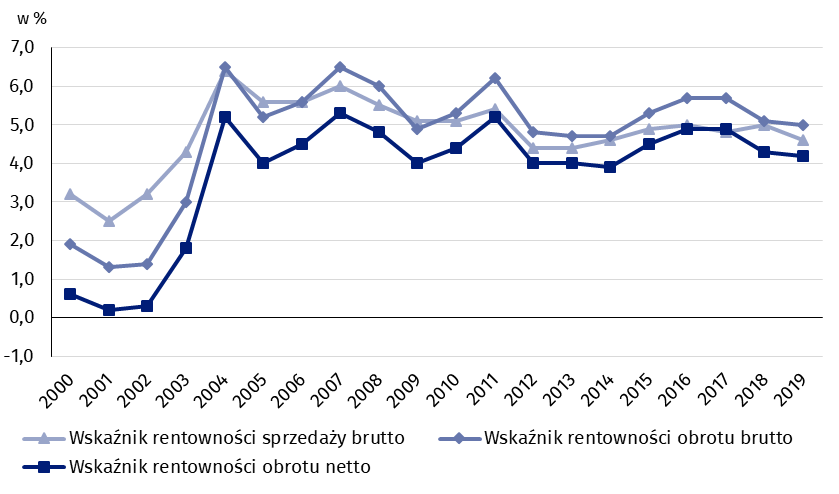 w %
7,0
6,0
5,0
4,0
3,0
2,0
1,0
0,0
-1,0
2000 2001 2002 2003 2004 2005 2006 2007 2008 2009 2010 2011 2012 2013 2014 2015 2016 2017 2018 2019
Wskaźnik rentowności sprzedaży brutto Wskaźnik rentowności obrotu brutto
Wskaźnik rentowności obrotu netto